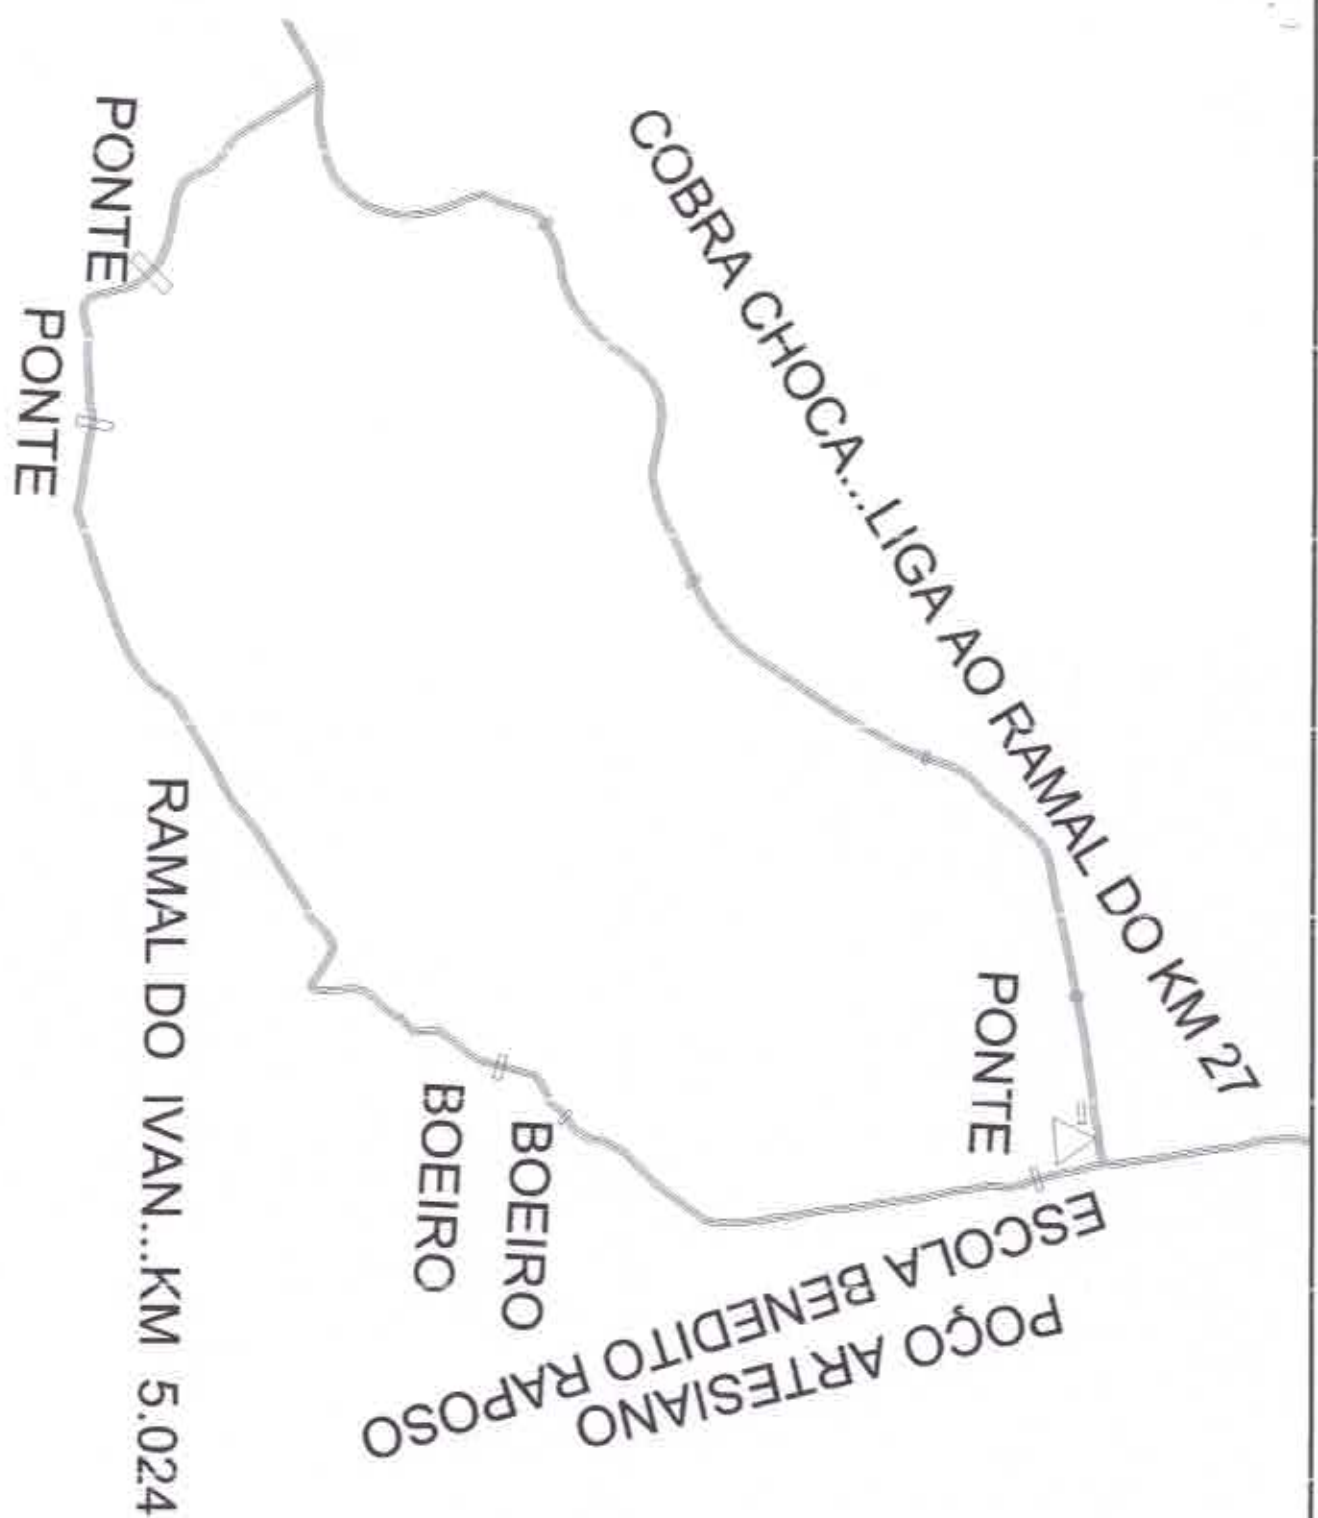 COBRA CHOCA...LIGA AO RAMAL DO KM 27
PONTE
PONTE
PONTE
ESCOLA BENEDITO RAPOSO
POÇO ARTESIANO
BOEIRO
BOEIRO
RAMAL DO IVAN...KM 5.024